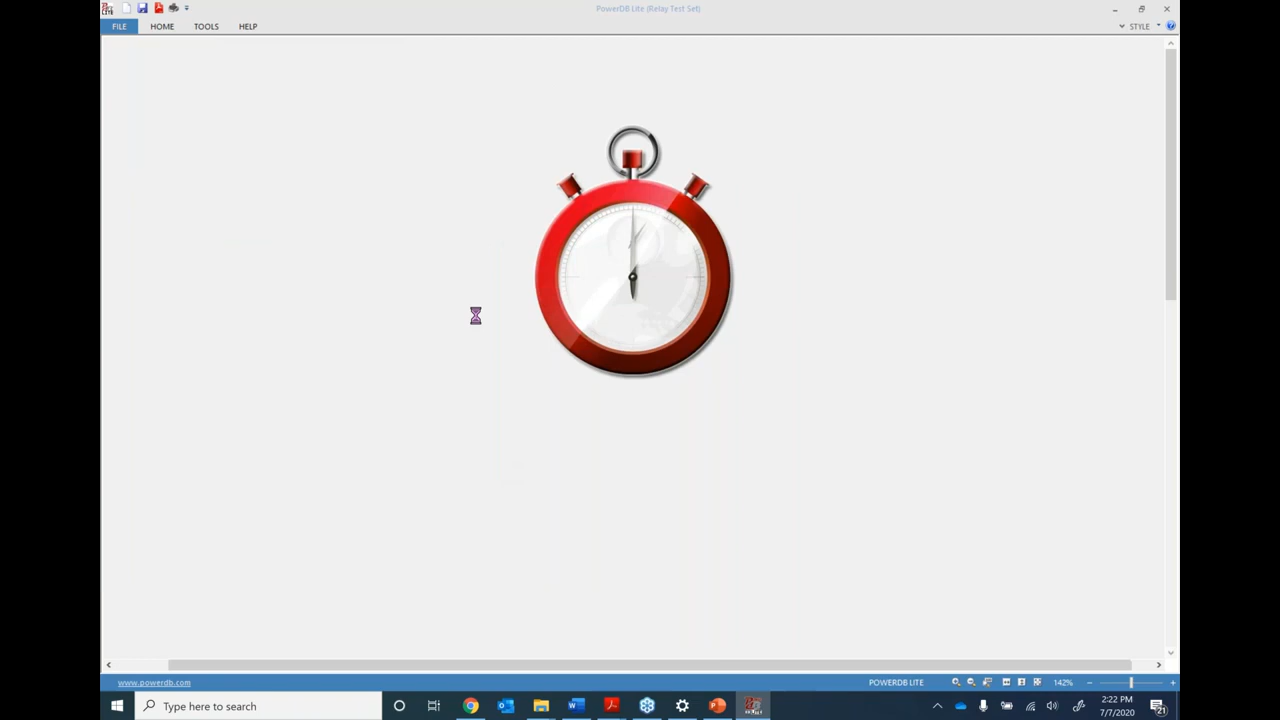 PowerDB Lite (Relay Test Set)
FILE HOME TOOLS HELP STYLE
www.powerdb.com POWERDB LITE 142%
Type here to search
2:22 PM
7/7/2020
21